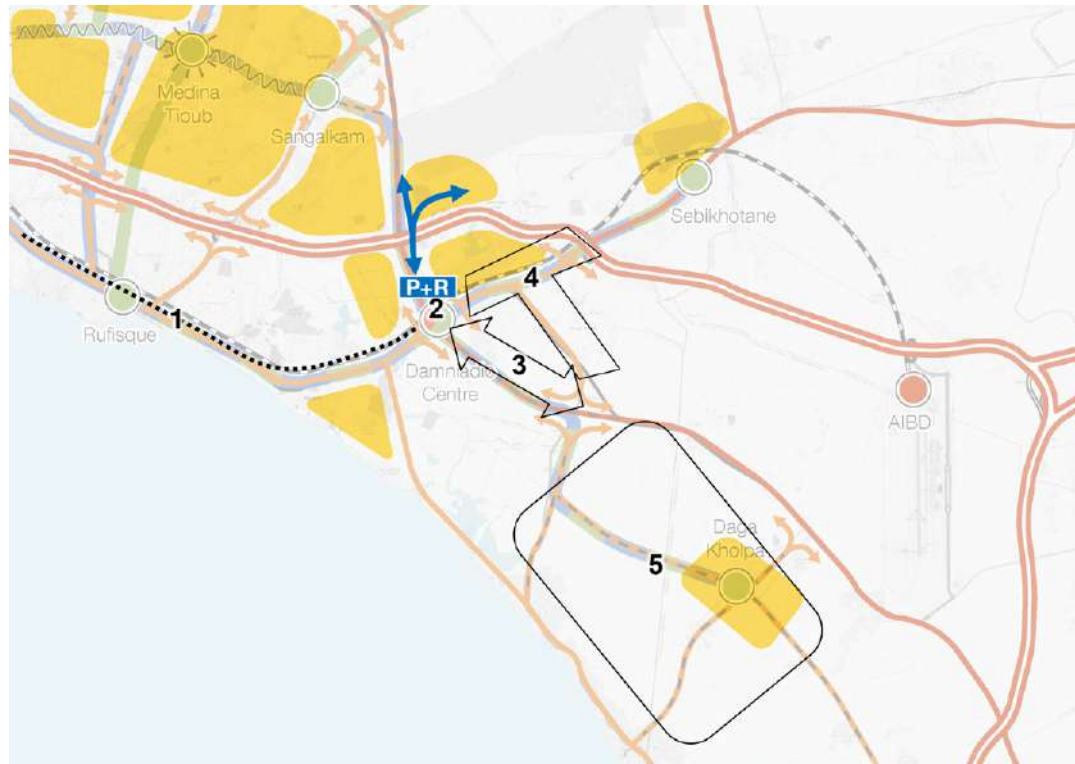 Medina
Tioub
Sangalkam
Sebikhotane
P+R
4
2
Rufisque
1
3
Damniadio
Centre
AIBD
Daga
Kholpa
5